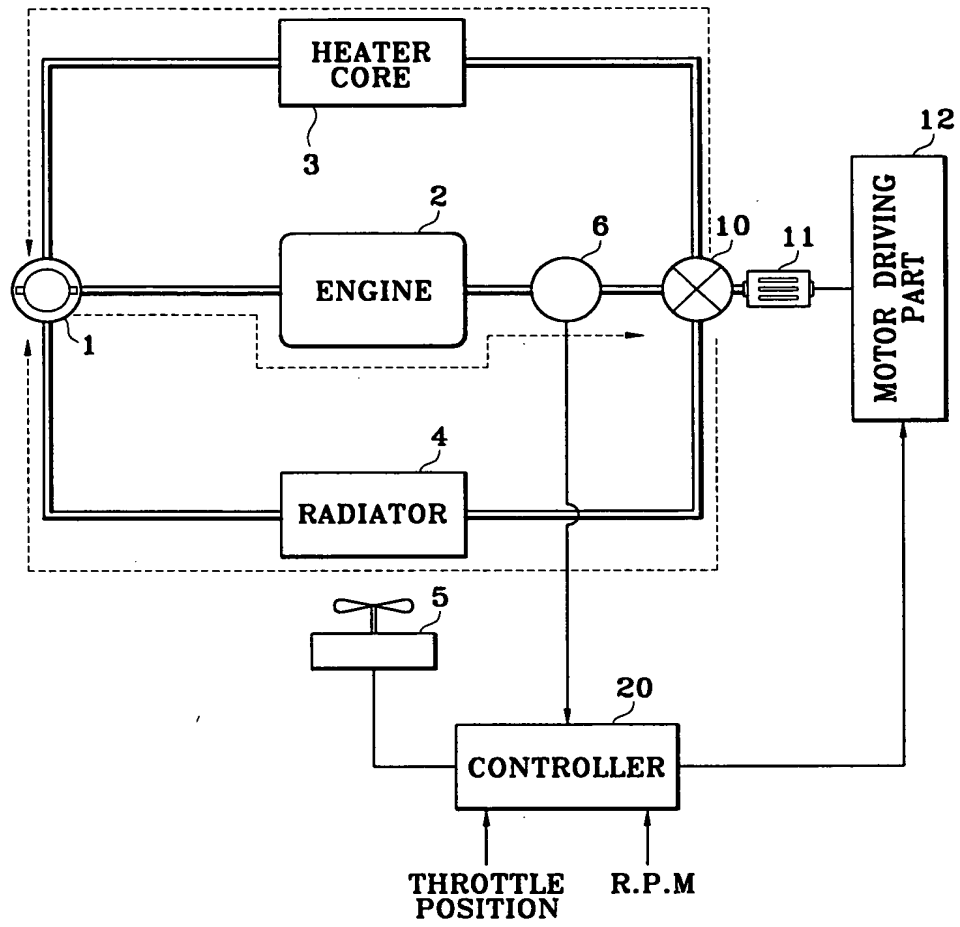 HEATER
CORE
3
12
2
6
10
11
ENGINE
MOTOR DRIVING
PART
1
4
RADIATOR
5
20
CONTROLLER
THROTTLE
POSITION
R.P.M